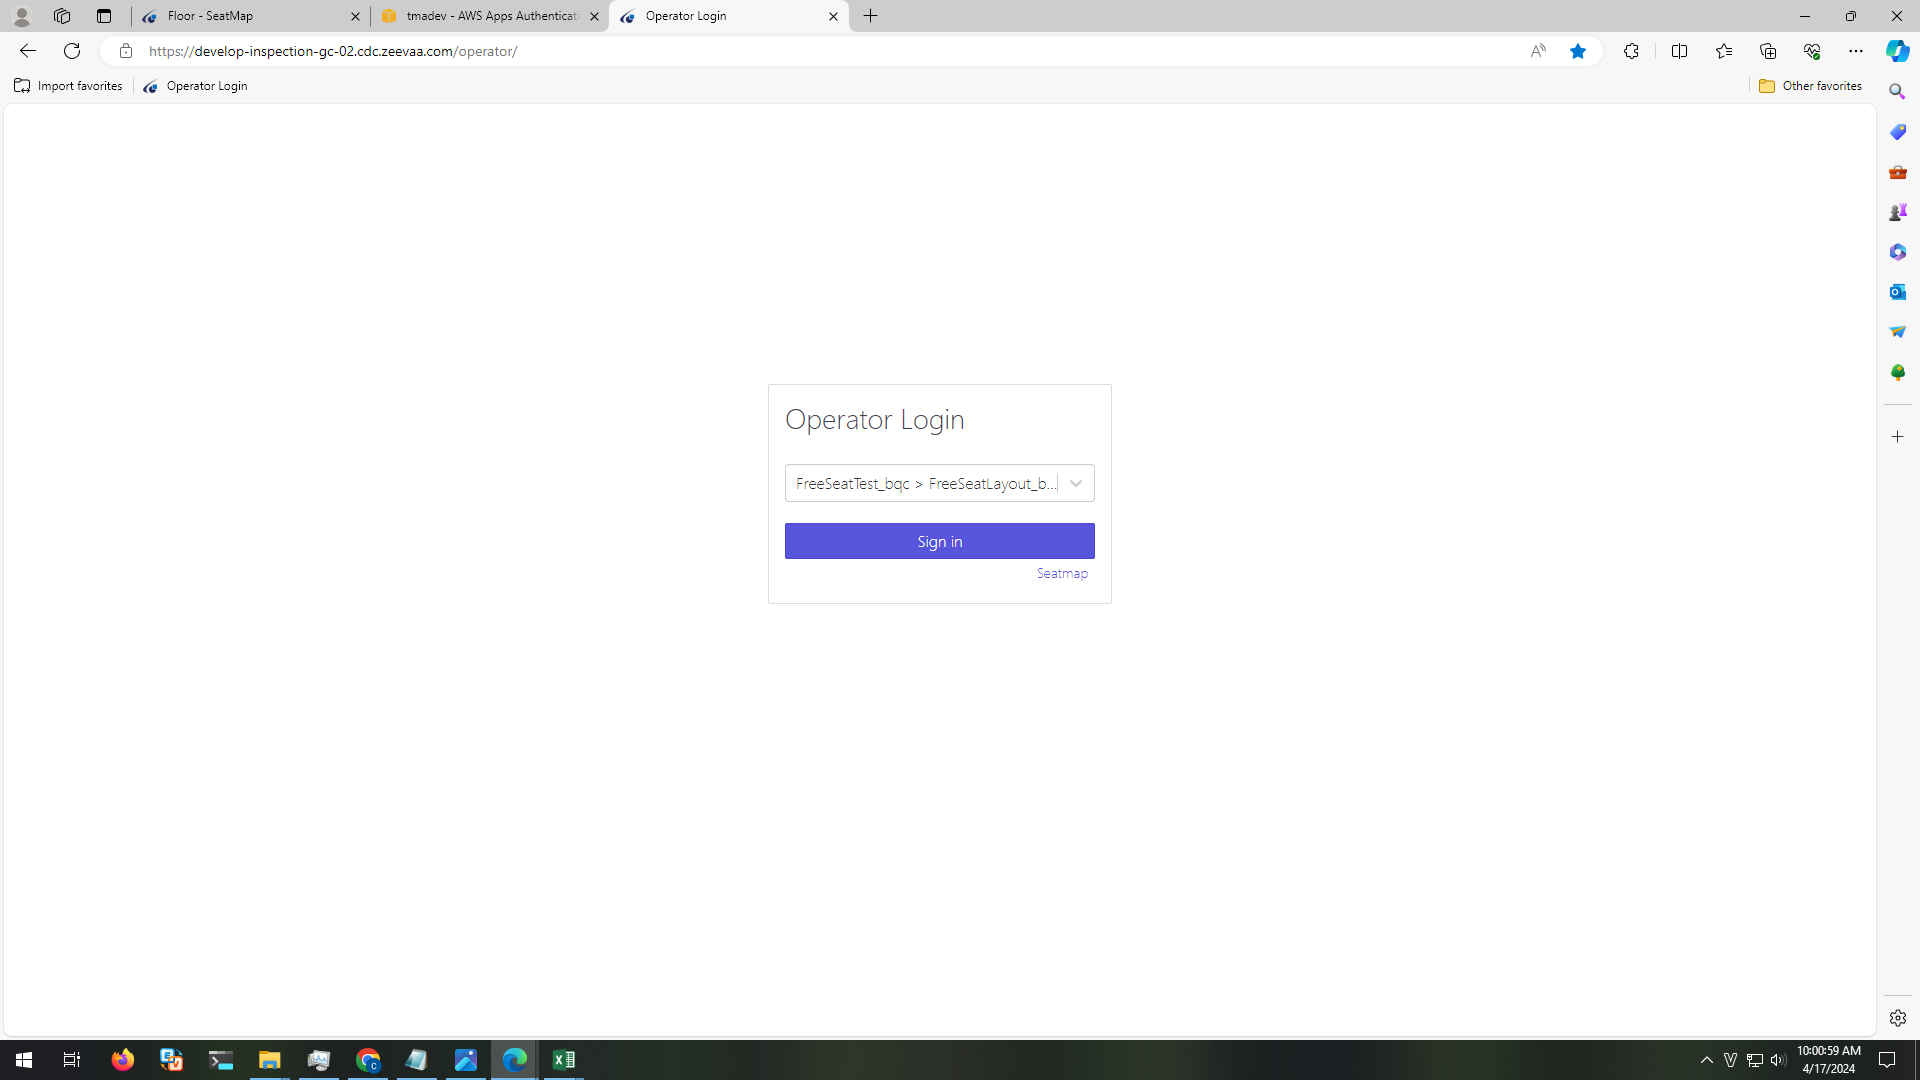 Floor - SeatMap
tmadev - AWS Apps Authenticati
Operator Login
https://develop-inspection-gc-02.cdc.zeevaa.com/operator/
Import favorites
Operator Login
Other favorites
Operator Login
FreeSeatTest_bqc > FreeSeatLayout_b...
Sign in
Seatmap
10:00:59 AM
4/17/2024